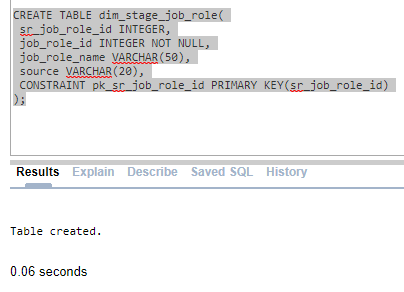 CREATE TABLE dim_stage_job_role(
sr_job_role_id INTEGER,
job_role_id INTEGER NOT NULL,
job_role_name VARCHAR(50),
source VARCHAR(20),
CONSTRAINT pk_sr_job_role_id PRIMARY KEY(sr_job_role_id)
);
Results Explain Describe Saved SQL History
Table created.
0.06 seconds